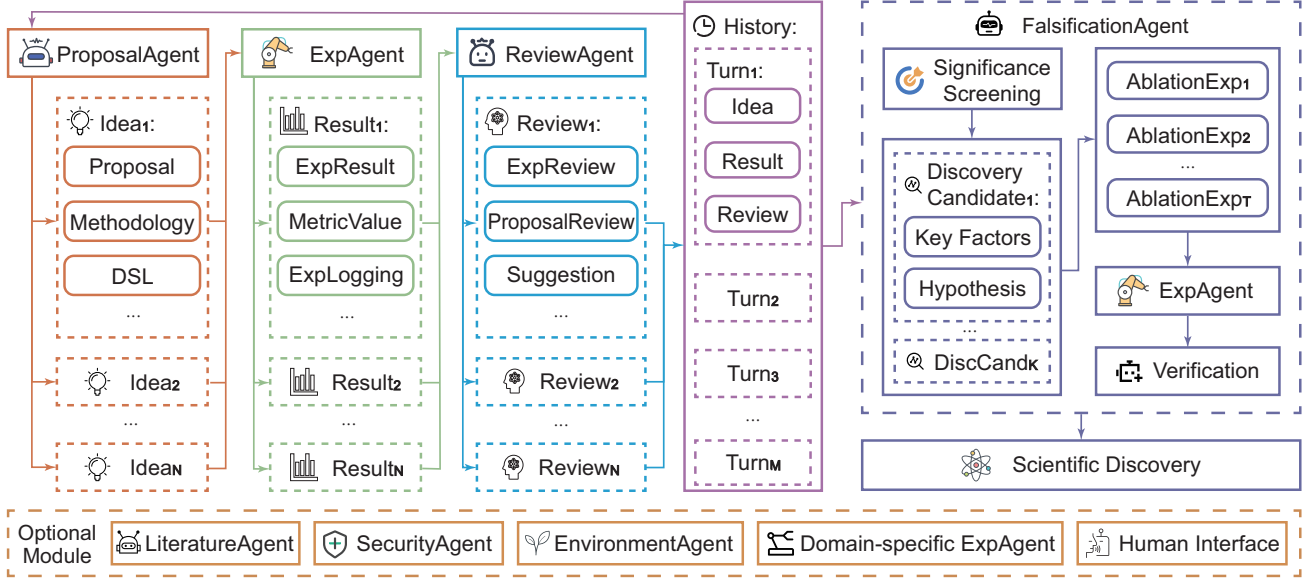 ProposalAgent
Idea1:
Proposal
Methodology
DSL
...
Idea2
...
IdeaN
ExpAgent
Result1:
ExpResult
MetricValue
ExpLogging
...
Result2
...
ResultN
ReviewAgent
Review1:
ExpReview
ProposalReview
Suggestion
...
Review2
...
ReviewN
History:
Turn1:
Idea
Result
Review
Turn2
Turn3
...
TurnM
FalsificationAgent
Significance
Screening
Discovery
Candidate1:
Key Factors
Hypothesis
...
DiscCandK
AblationExp1
AblationExp2
...
AblationExpT
ExpAgent
Verification
Scientific Discovery
Optional
Module
LiteratureAgent
SecurityAgent
EnvironmentAgent
Domain-specific ExpAgent
Human Interface